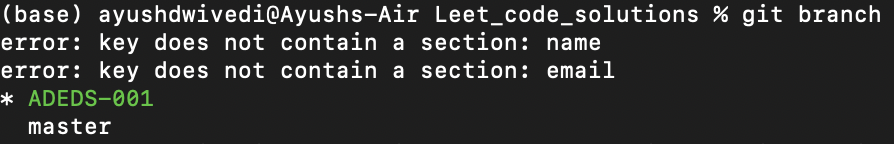 (base) ayushdwivedi@Ayushs-Air Leet_code_solutions % git branch
error: key does not contain a section: name
error: key does not contain a section: email
* ADEDS-001
  master